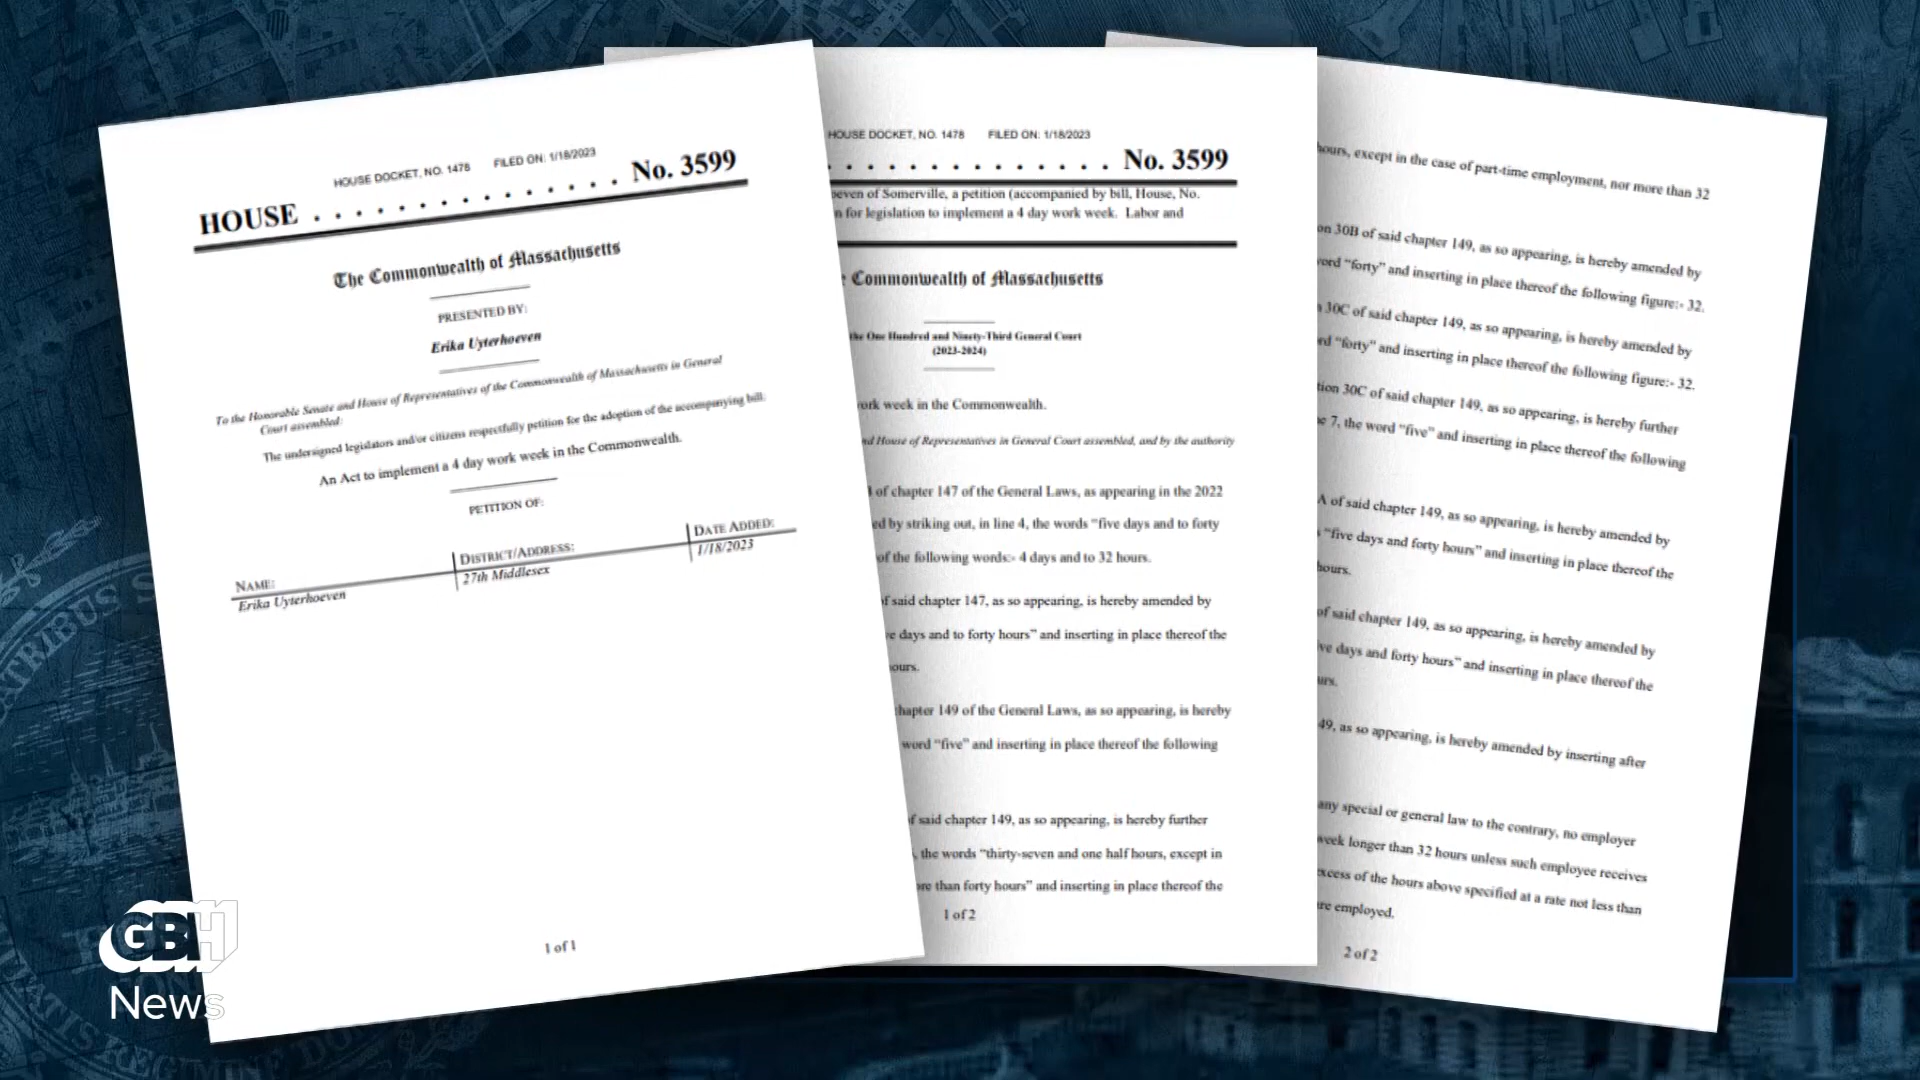 HOUSE DOCKET, NO. 1478 FILED ON: 1/18/2023
HOUSE . . . . . . . . . . . . . . . No. 3599
The Commonwealth of Massachusetts
PRESENTED BY:
Erika Uyterhoeven
To the Honorable Senate and House of Representatives of the Commonwealth of Massachusetts in General
Court assembled:
The undersigned legislators and/or citizens respectfully petition for the adoption of the accompanying bill:
An Act to implement a 4 day work week in the Commonwealth.
PETITION OF:
NAME: DISTRICT/ADDRESS: DATE ADDED:
Erika Uyterhoeven 27th Middlesex 1/18/2023
1 of 1
HOUSE DOCKET, NO. 1478 FILED ON: 1/18/2023
. . . . . . . . . . . . . . No. 3599
even of Somerville, a petition (accompanied by bill, House, No.
n for legislation to implement a 4 day work week. Labor and
Commonwealth of Massachusetts
the One Hundred and Ninety-Third General Court
(2023-2024)
ork week in the Commonwealth.
nd House of Representatives in General Court assembled, and by the authority
of chapter 147 of the General Laws, as appearing in the 2022
ed by striking out, in line 4, the words “five days and to forty
of the following words:- 4 days and to 32 hours.
f said chapter 147, as so appearing, is hereby amended by
ve days and to forty hours” and inserting in place thereof the
ours.
hapter 149 of the General Laws, as so appearing, is hereby
word “five” and inserting in place thereof the following
f said chapter 149, as so appearing, is hereby further
, the words “thirty-seven and one half hours, except in
ore than forty hours” and inserting in place thereof the
1 of 2
hours, except in the case of part-time employment, nor more than 32
on 30B of said chapter 149, as so appearing, is hereby amended by
word “forty” and inserting in place thereof the following figure:- 32.
n 30C of said chapter 149, as so appearing, is hereby amended by
rd “forty” and inserting in place thereof the following figure:- 32.
tion 30C of said chapter 149, as so appearing, is hereby further
ne 7, the word “five” and inserting in place thereof the following
A of said chapter 149, as so appearing, is hereby amended by
s “five days and forty hours” and inserting in place thereof the
hours.
of said chapter 149, as so appearing, is hereby amended by
ve days and forty hours” and inserting in place thereof the
urs.
49, as so appearing, is hereby amended by inserting after
any special or general law to the contrary, no employer
week longer than 32 hours unless such employee receives
excess of the hours above specified at a rate not less than
are employed.
2 of 2
GBH
News